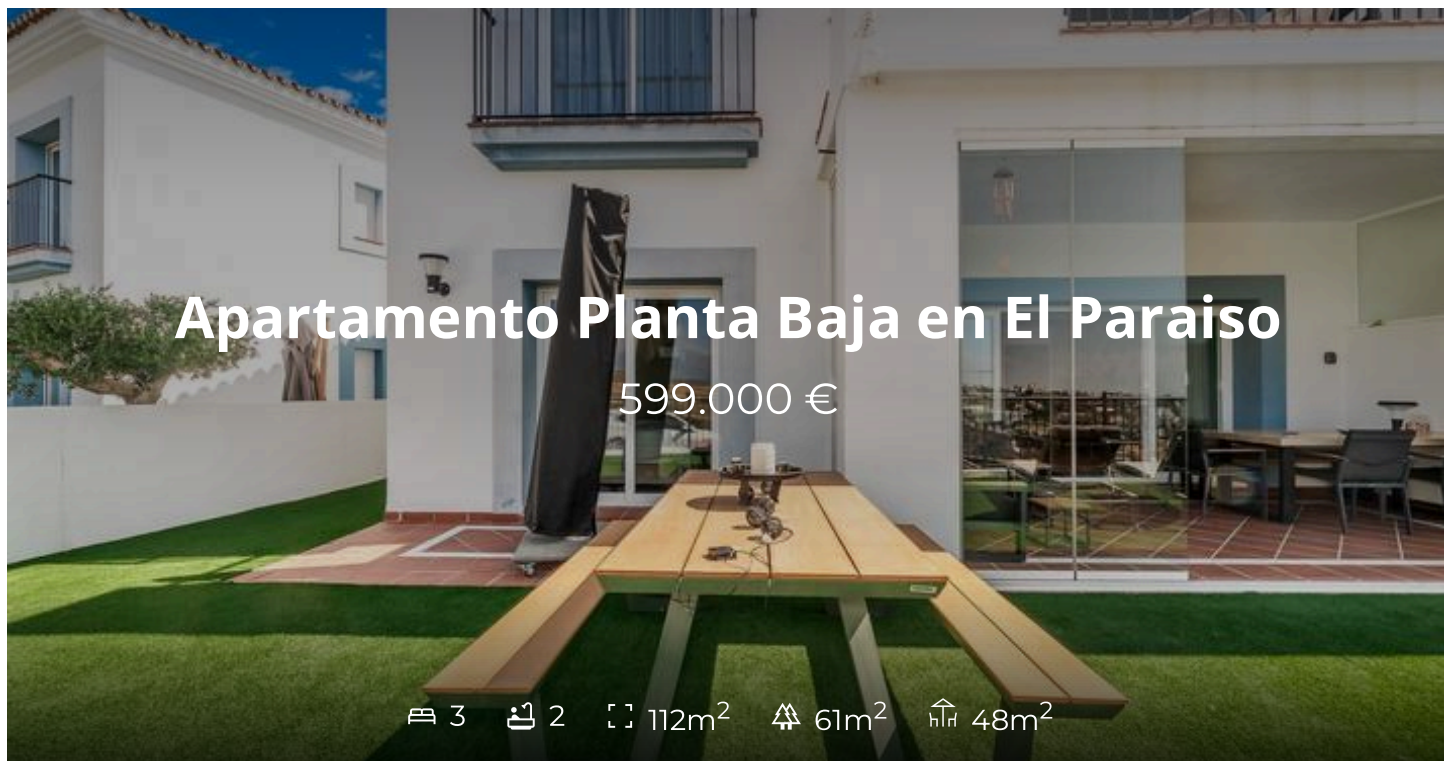 Apartamento Planta Baja en El Paraiso
599.000 €
3 2 112m² 61m² 48m²